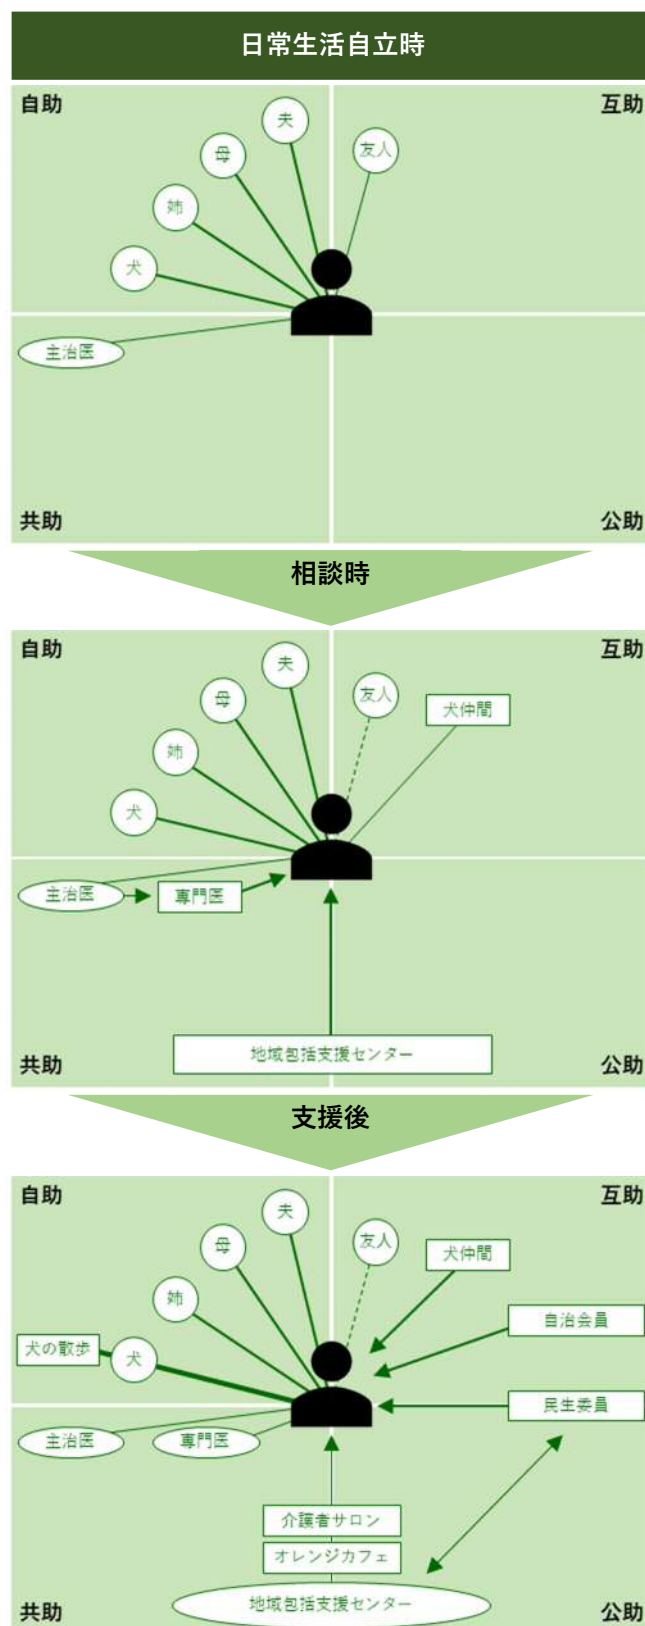 日常生活自立時
自助
互助
夫
母
友人
姉
犬
主治医
共助
公助
相談時
自助
互助
夫
母
友人
犬仲間
姉
犬
主治医
専門医
地域包括支援センター
共助
公助
支援後
自助
互助
夫
母
友人
犬仲間
姉
自治会員
犬の散歩
犬
民生委員
主治医
専門医
介護者サロン
オレンジカフェ
地域包括支援センター
共助
公助